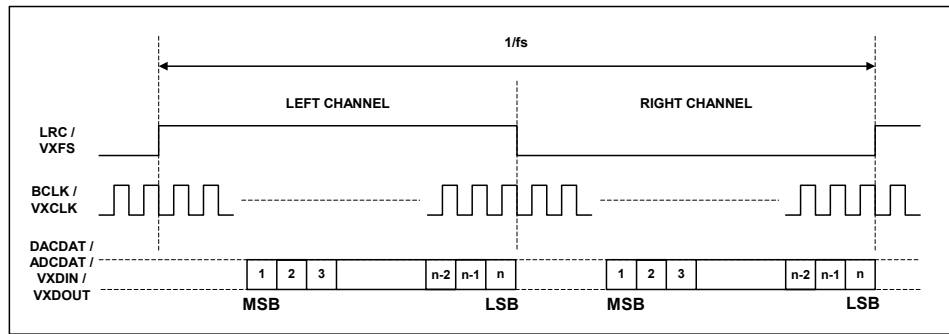 1/fs
LEFT CHANNEL RIGHT CHANNEL
LRC /
VXFS
BCLK /
VXCLK
DACDAT /
ADCDAT /
VXDIN /
VXDOUT
1 2 3 n-2 n-1 n 1 2 3 n-2 n-1 n
MSB LSB MSB LSB